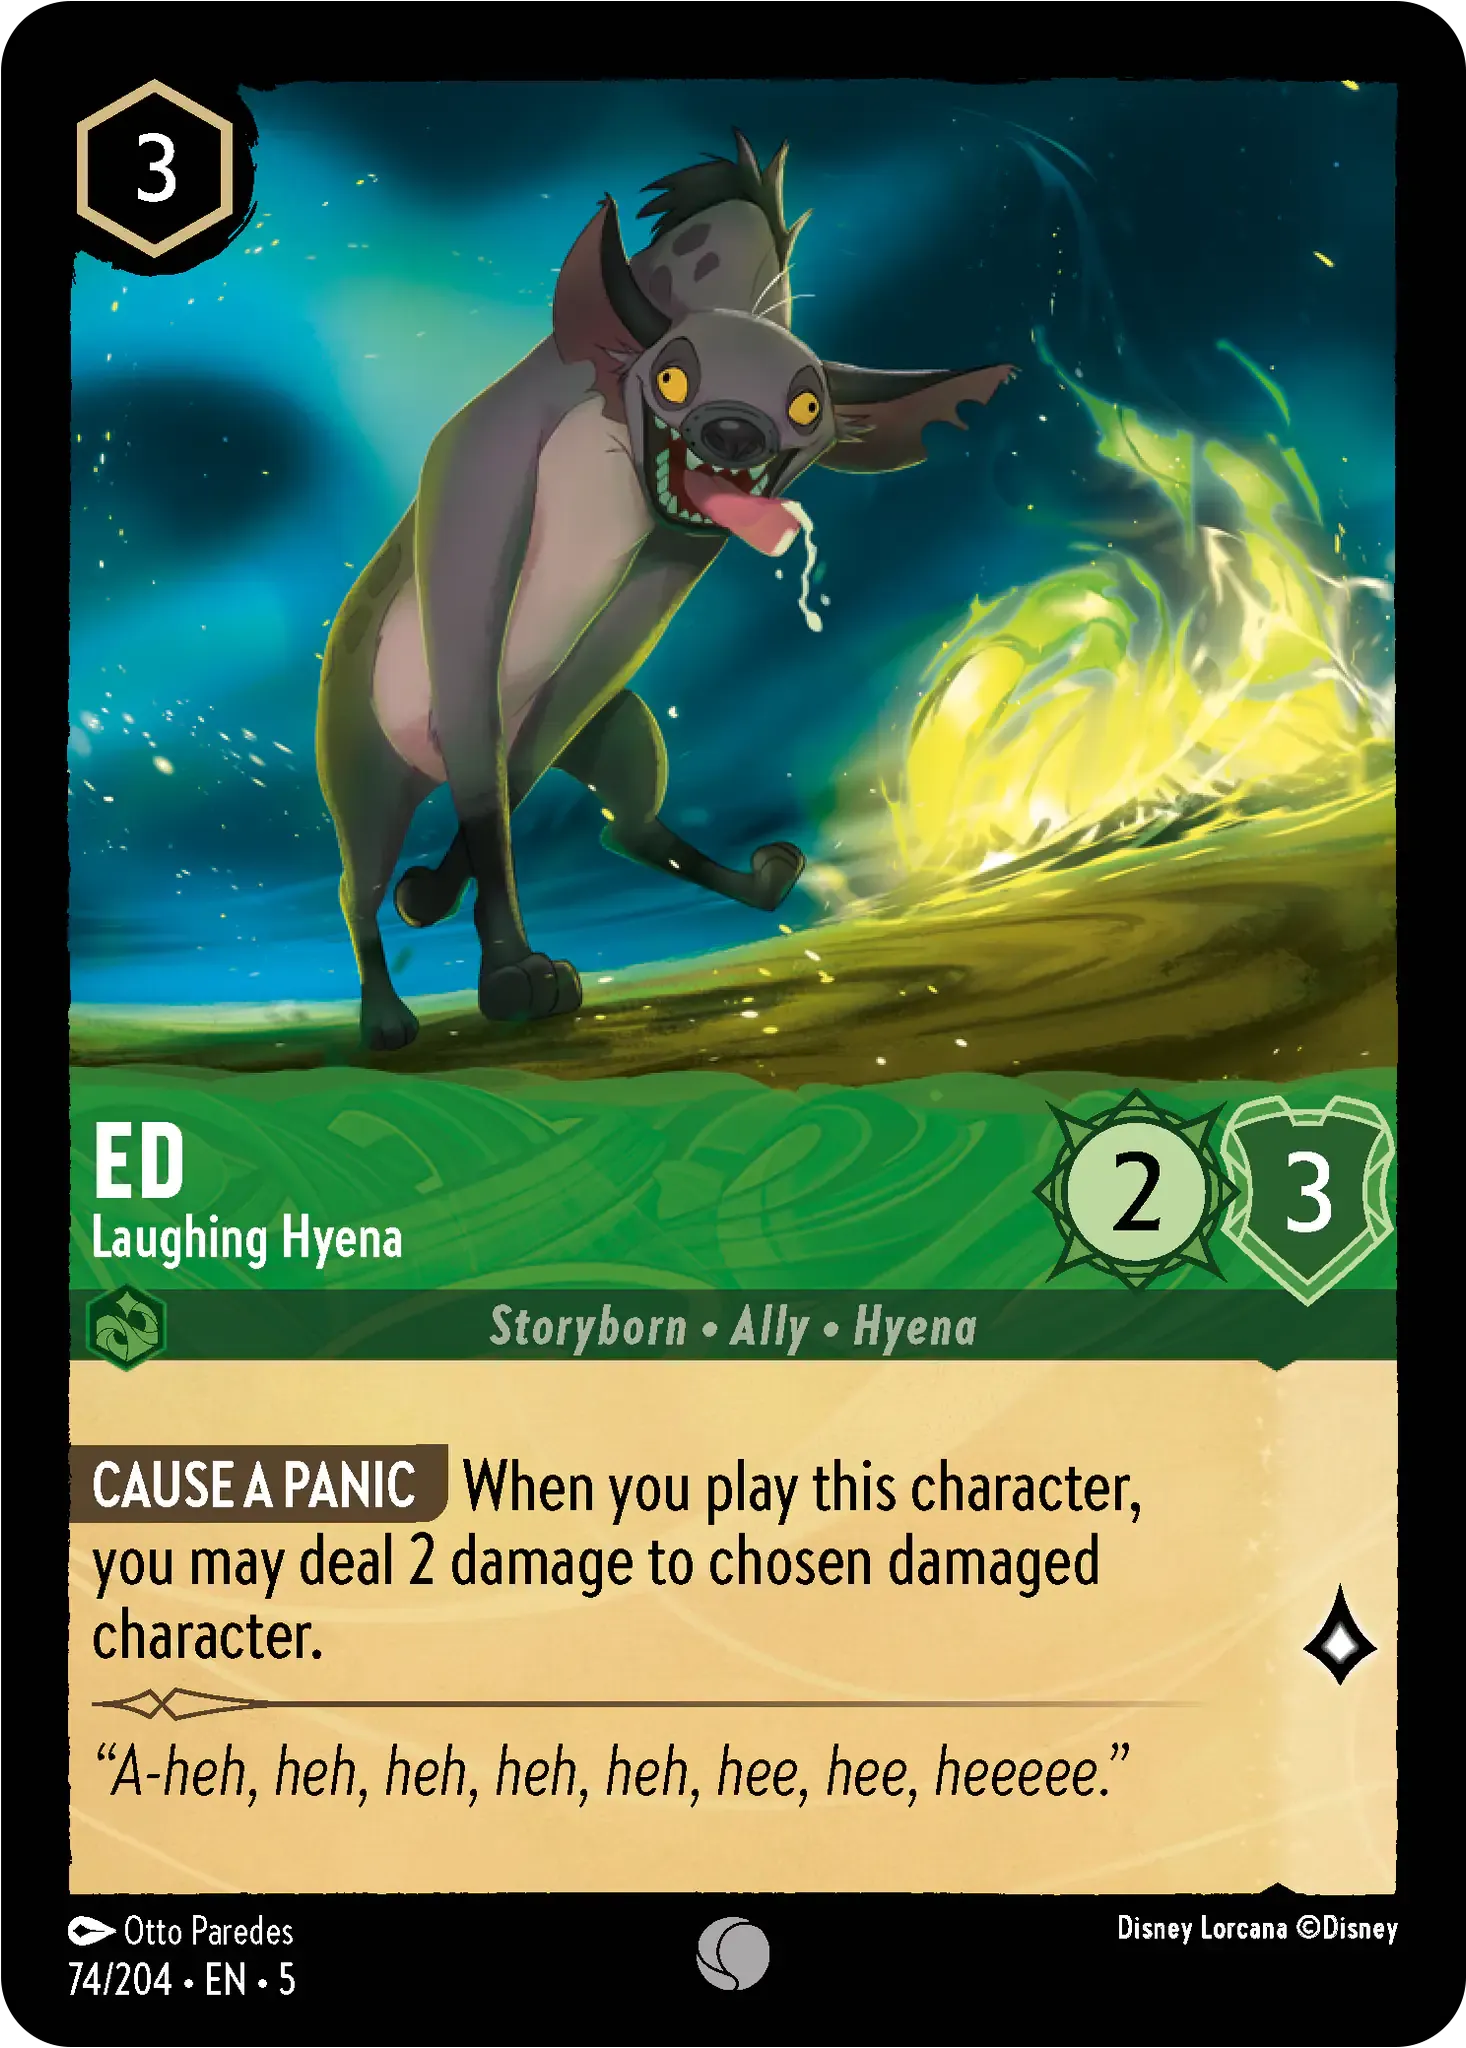 3
ED
Laughing Hyena
2
3
Storyborn • Ally • Hyena
CAUSE A PANIC When you play this character,
you may deal 2 damage to chosen damaged
character.
“A-heh, heh, heh, heh, heh, hee, hee, heeeee.”
Otto Paredes
74/204 • EN • 5
Disney Lorcana ©Disney